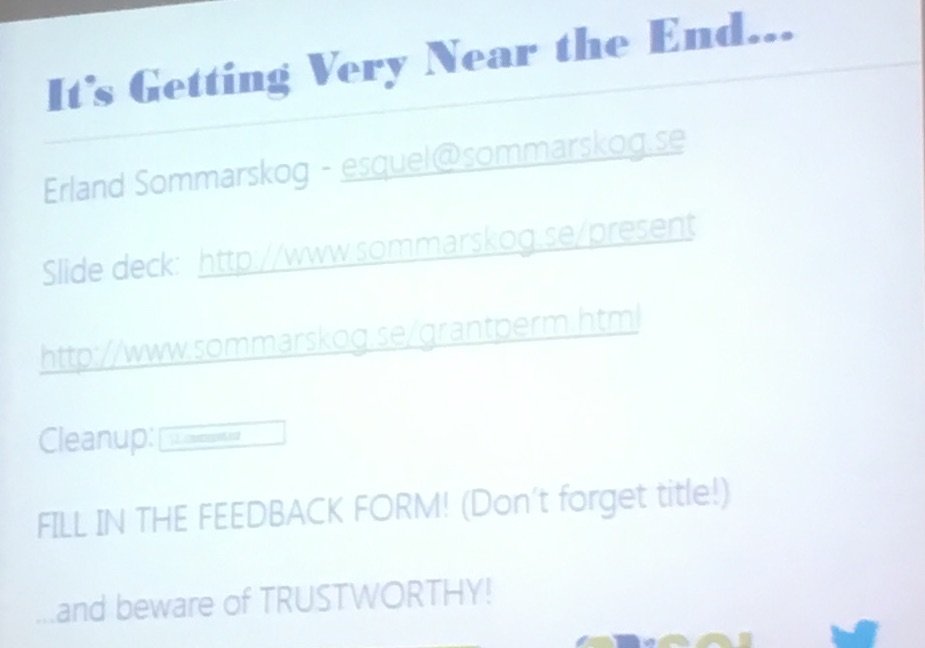 It's Getting Very Near the End...
Erland Sommarskog - esquel@sommarskog.se
Slide deck: http://www.sommarskog.se/present
http://www.sommarskog.se/grantperm.html
Cleanup:
FILL IN THE FEEDBACK FORM! (Don't forget title!)
...and beware of TRUSTWORTHY!